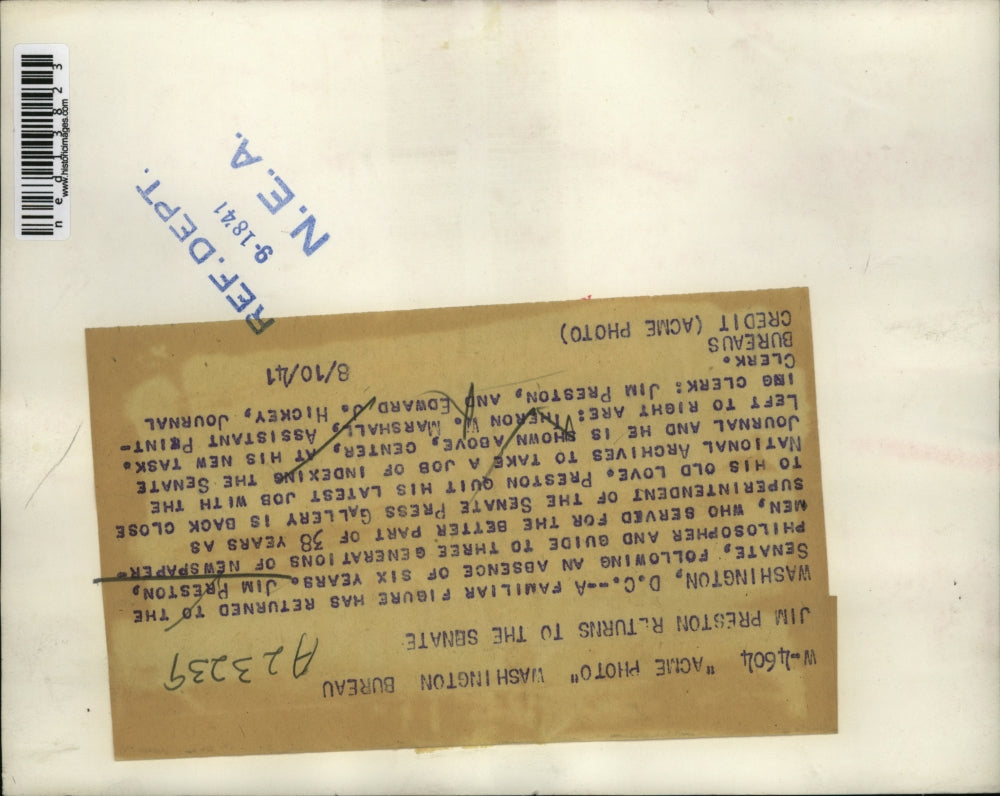 W-4604 "ACME PHOTO" WASHINGTON BUREAU
A23239
JIM PRESTON RETURNS TO THE SENATE
WASHINGTON, D.C.--A FAMILIAR FIGURE HAS RETURNED TO THE
SENATE, FOLLOWING AN ABSENCE OF SIX YEARS. JIM PRESTON,
PHILOSOPHER AND GUIDE TO THREE GENERATIONS OF NEWSPAPER-
MEN, WHO SERVED FOR THE BETTER PART OF 38 YEARS AS
SUPERINTENDENT OF THE SENATE PRESS GALLERY IS BACK CLOSE
TO HIS OLD LOVE. PRESTON QUIT HIS LATEST JOB WITH THE
NATIONAL ARCHIVES TO TAKE A JOB OF INDEXING THE SENATE
JOURNAL AND HE IS SHOWN ABOVE, CENTER, AT HIS NEW TASK.
LEFT TO RIGHT ARE: THERON W. MARSHALL, ASSISTANT PRINT-
ING CLERK: JIM PRESTON, AND EDWARD J. HICKEY, JOURNAL
CLERK.
BUREAUS
8/10/41
CREDIT (ACME PHOTO)
REF.DEPT.
9-18'41
N.E.A.
ned13823
www.historicimages.com